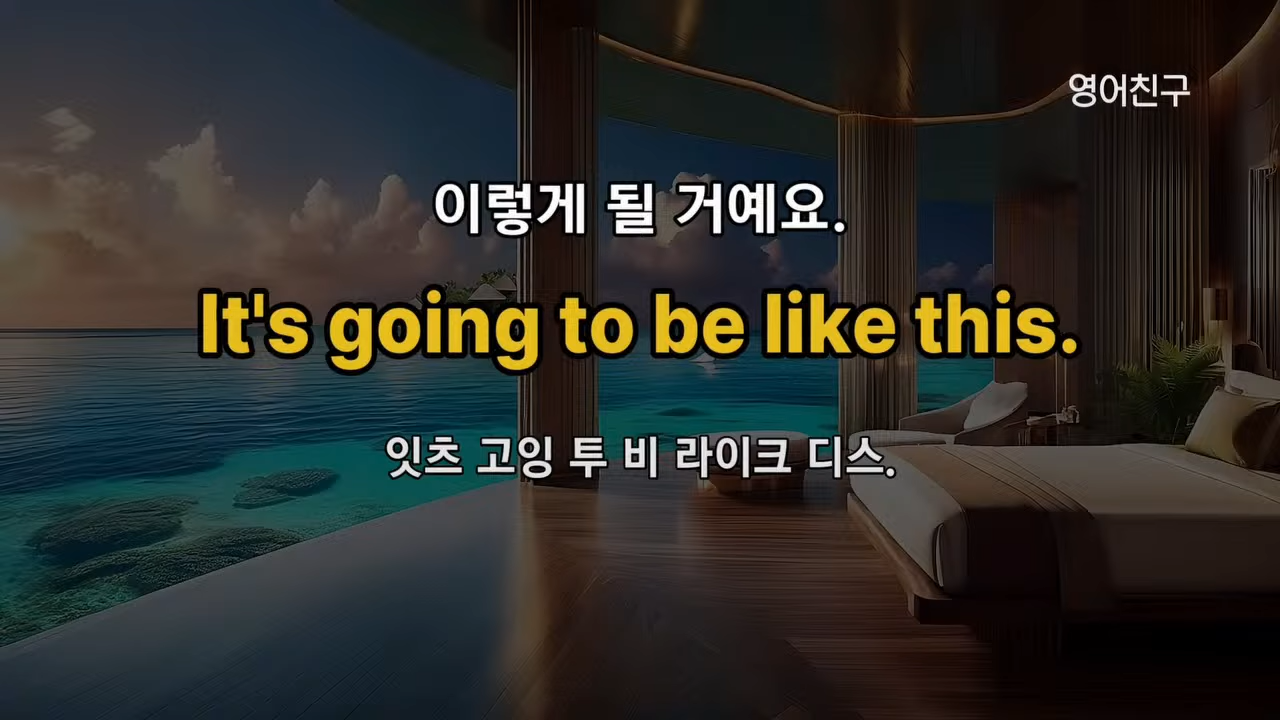 영어친구
이렇게 될 거예요.
It's going to be like this.
잇츠 고잉 투 비 라이크 디스.